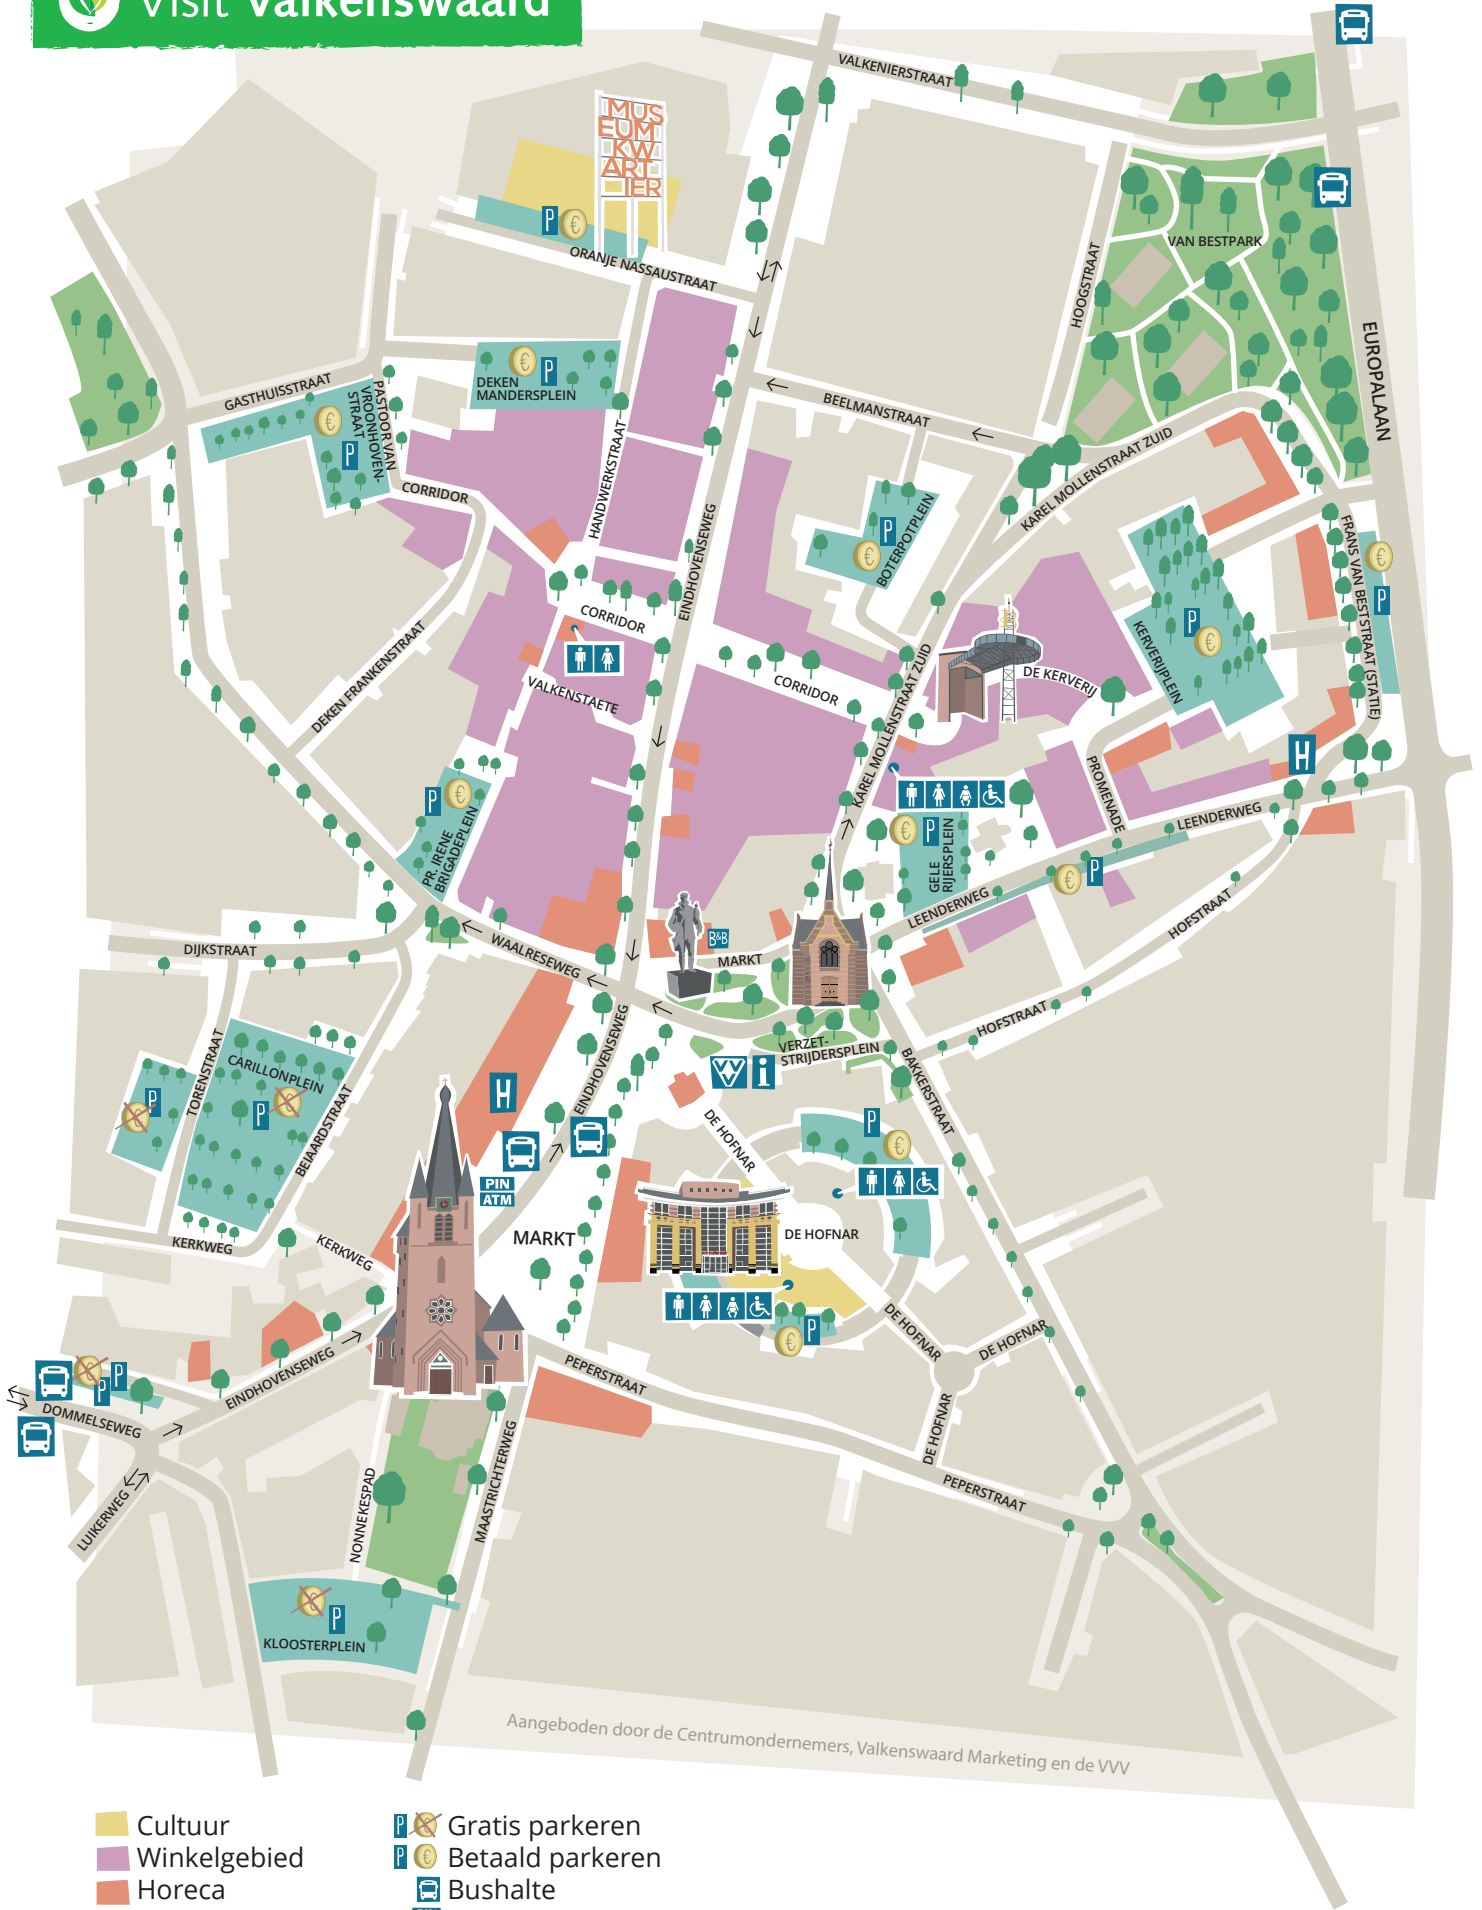 Visit Valkenswaard
VALKENIERSTRAAT
MUS
EUM
KW
ART
IER
P
€
ORANJE NASSAUSTRAAT
HOOGSTRAAT
VAN BESTPARK
EUROPALAAN
GASTHUISSTRAAT
PASTOOR VAN
VROONHOVEN-
STRAAT
€
P
DEKEN
MANDERSPLEIN
€
P
BEELMANSTRAAT
KAREL MOLLENSTRAAT ZUID
CORRIDOR
HANDWERKSTRAAT
EINDHOVENSEWEG
P
€
BOTERPOTPLEIN
FRANS VAN BESTSTRAAT (STATIE)
€
P
CORRIDOR
DEKEN FRANKENSTRAAT
VALKENSTAETE
CORRIDOR
KAREL MOLLENSTRAAT ZUID
DE KERVERIJ
P
€
KERVERIJPLEIN
H
PROMENADE
LEENDERWEG
P
€
PR. IRENE
BRIGADEPLEIN
€
P
GELE
RIJERSPLEIN
€
P
LEENDERWEG
HOFSTRAAT
DIJKSTRAAT
WAALRESEWEG
B&B
MARKT
HOFSTRAAT
VERZET-
STRIJDERSPLEIN
VVV
i
BAKKERSTRAAT
TORENSTRAAT
CARILLONPLEIN
P
€
P
€
BEIAARDSTRAAT
H
EINDHOVENSEWEG
PIN
ATM
DE HOFNAR
P
€
KERKWEG
KERKWEG
MARKT
DE HOFNAR
€
P
DE HOFNAR
DE HOFNAR
DE HOFNAR
€
P
P
EINDHOVENSEWEG
DOMMELSEWEG
PEPERSTRAAT
PEPERSTRAAT
LUIKERWEG
NONNEKESPAD
MAASTRICHTERWEG
€
P
KLOOSTERPLEIN
Aangeboden door de Centrumondernemers, Valkenswaard Marketing en de VVV
Cultuur
Winkelgebied
Horeca
P € Gratis parkeren
P € Betaald parkeren
Bushalte